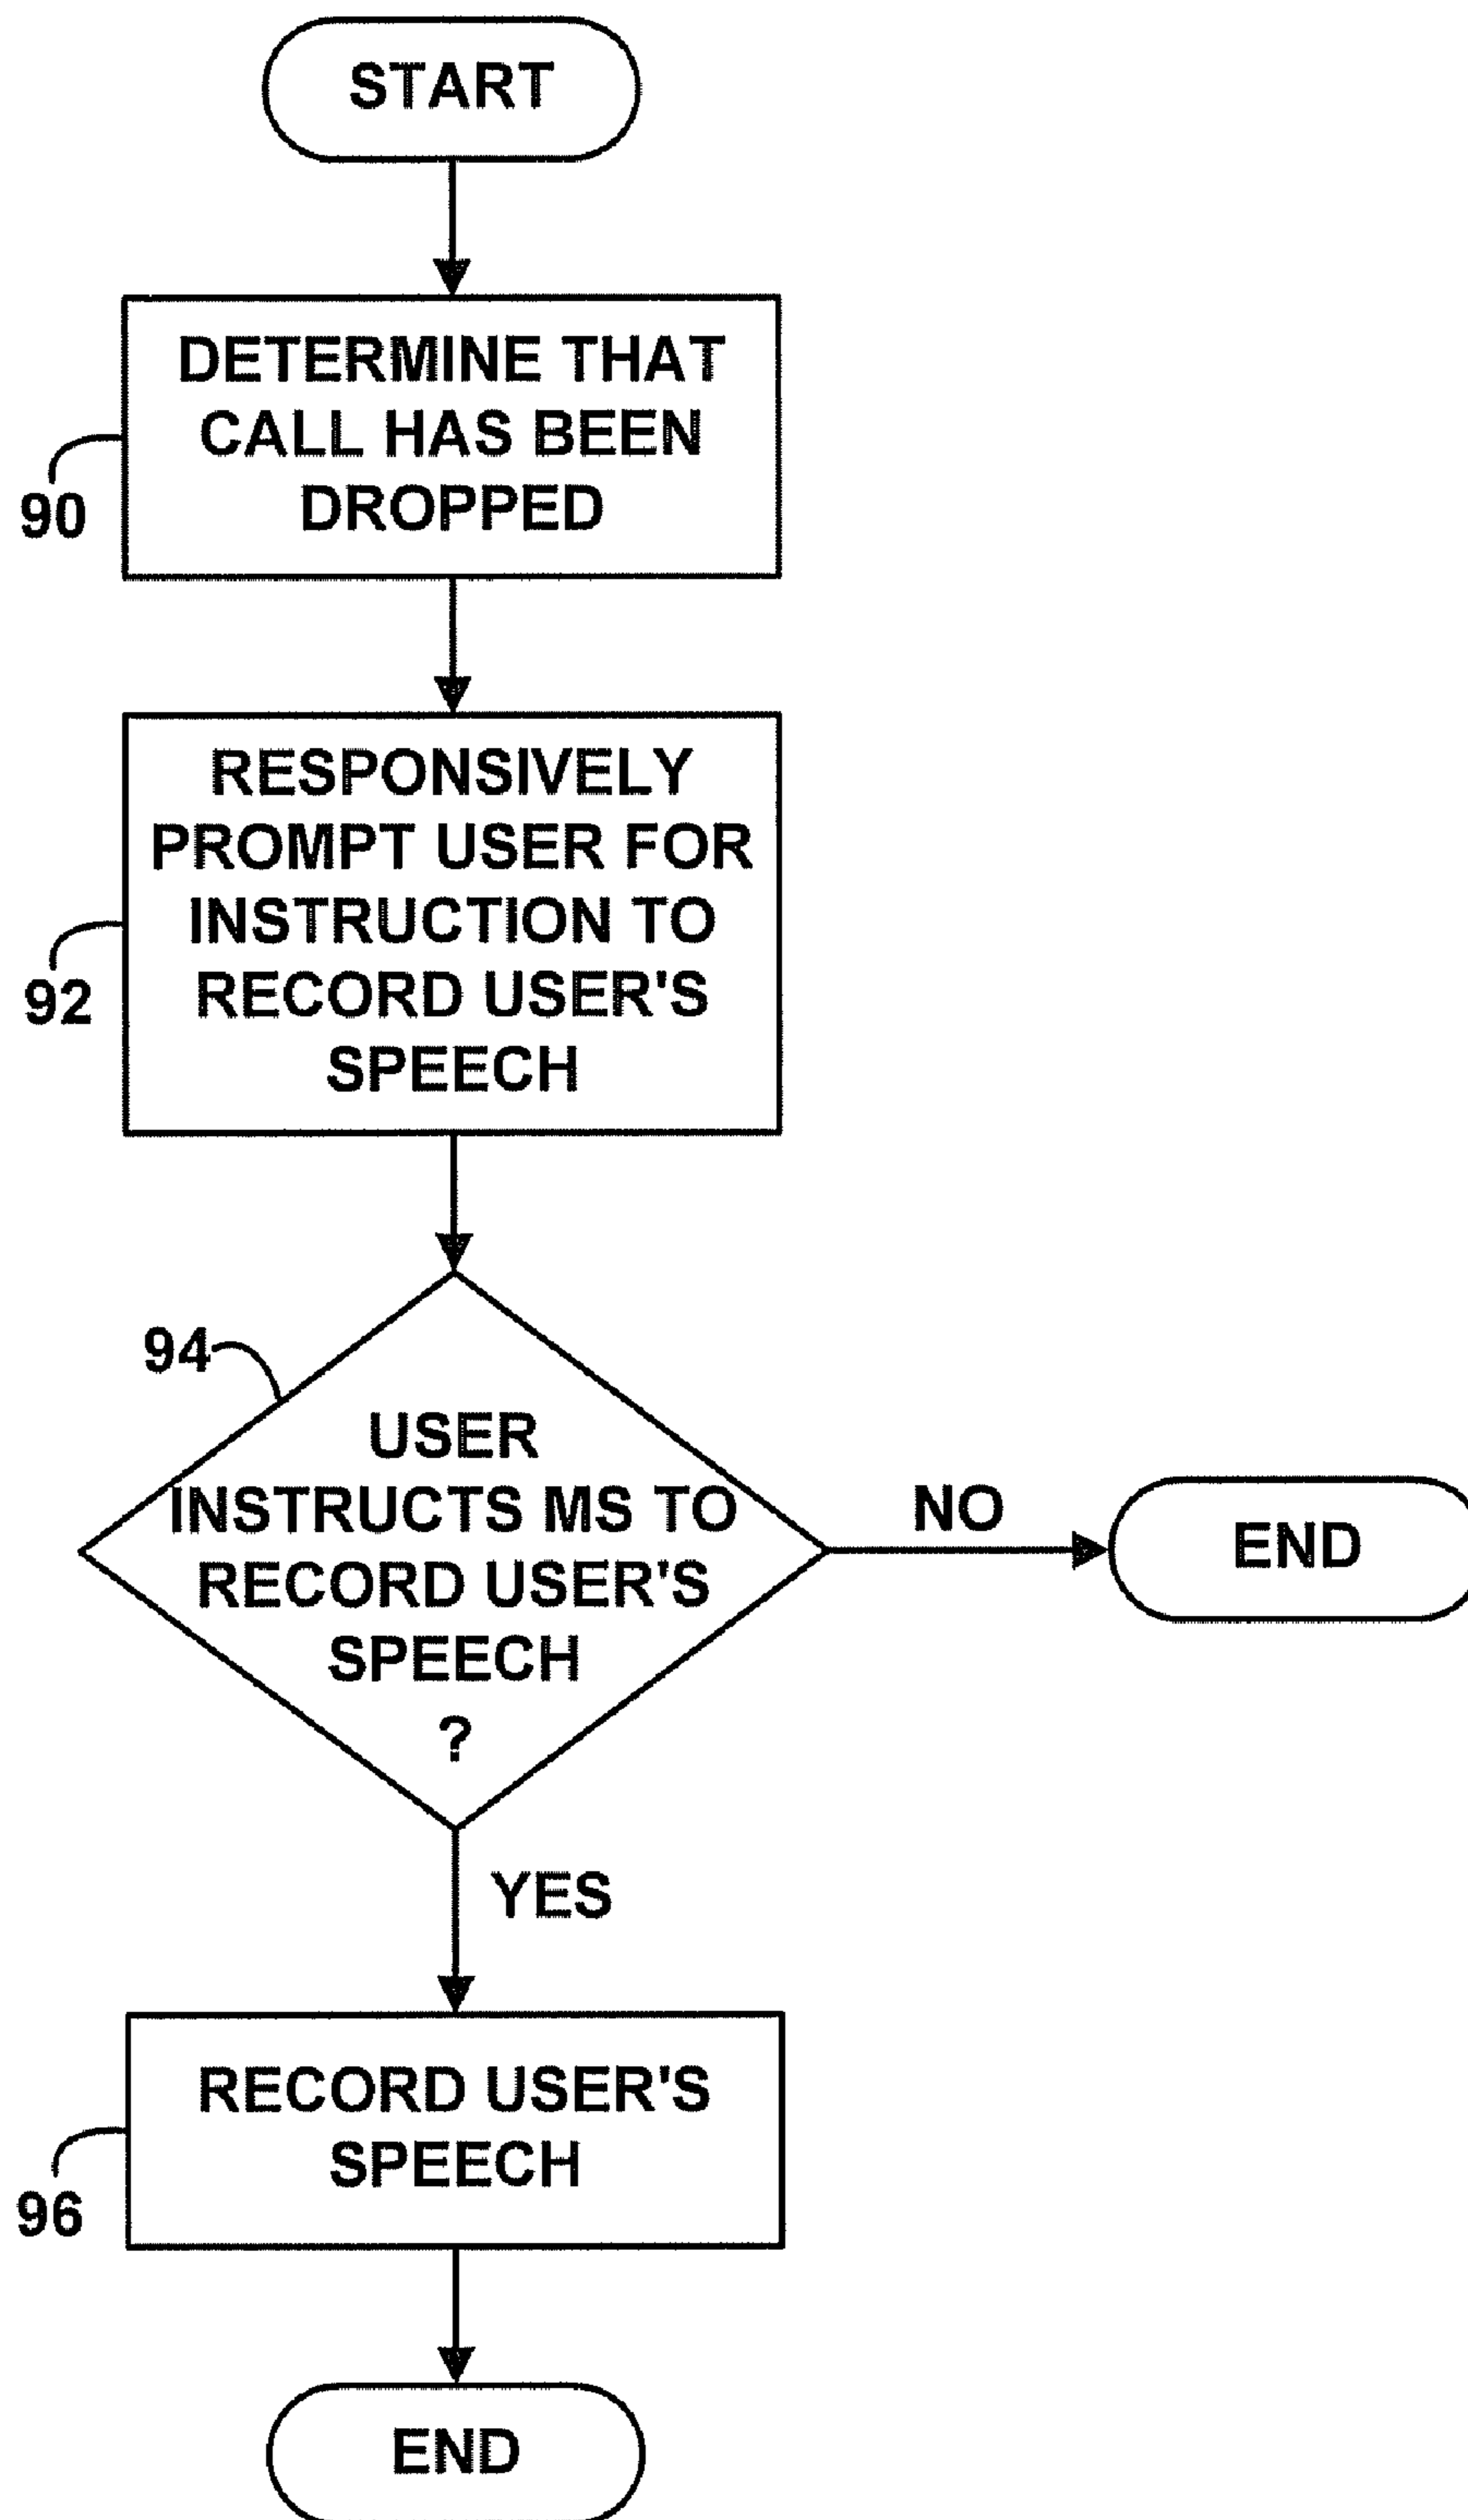 START
DETERMINE THAT
CALL HAS BEEN
DROPPED
90
RESPONSIVELY
PROMPT USER FOR
INSTRUCTION TO
RECORD USER'S
SPEECH
92
94
USER
INSTRUCTS MS TO
RECORD USER'S
SPEECH
?
NO
END
YES
RECORD USER'S
SPEECH
96
END